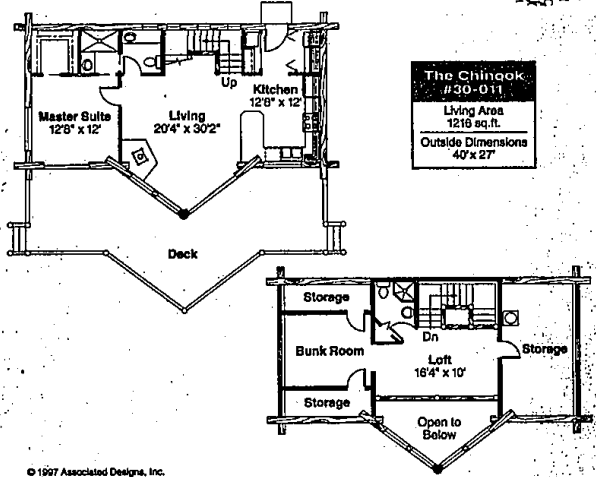 Up
Kitchen
12'8" x 12'
Master Suite
12'8" x 12'
Living
20'4" x 30'2"
Deck
The Chinook
#30-011
Living Area
1216 sq.ft.
Outside Dimensions
40' x 27'
Storage
Bunk Room
Storage
Dn
Loft
16'4" x 10'
Storage
Open to
Below
© 1997 Associated Designs, Inc.